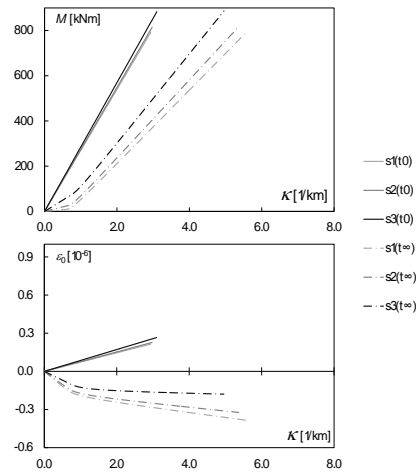 M [kNm]
800
600
400
200
0
0.0 2.0 4.0 6.0 8.0
κ [1/km]
s1(t0)
s2(t0)
s3(t0)
s1(t∞)
s2(t∞)
s3(t∞)
ε₀ [10⁻⁶]
0.9
0.6
0.3
0.0
-0.3
-0.6
0.0 2.0 4.0 6.0 8.0
κ [1/km]